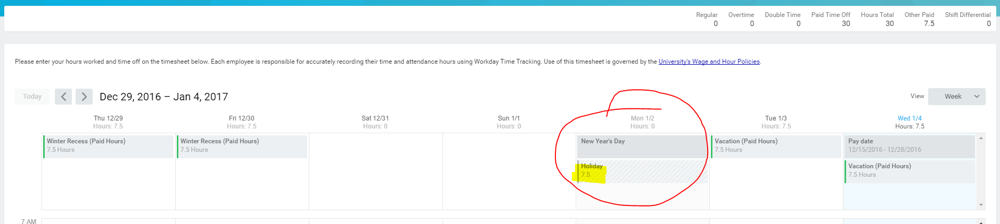 Regular Overtime Double Time Paid Time Off Hours Total Other Paid Shift Differential
0 0 0 30 30 7.5 0
Please enter your hours worked and time off on the timesheet below. Each employee is responsible for accurately recording their time and attendance hours using Workday Time Tracking. Use of this timesheet is governed by the University's Wage and Hour Policies.
Today Dec 29, 2016 – Jan 4, 2017 View Week
Thu 12/29 Fri 12/30 Sat 12/31 Sun 1/1 Mon 1/2 Tue 1/3 Wed 1/4
Hours: 7.5 Hours: 7.5 Hours: 0 Hours: 0 Hours: 0 Hours: 7.5 Hours: 7.5
Winter Recess (Paid Hours) Winter Recess (Paid Hours) New Year's Day Vacation (Paid Hours) Pay date
7.5 Hours 7.5 Hours 7.5 Hours 12/15/2016 - 12/28/2016
Holiday Vacation (Paid Hours)
7.5 7.5 Hours
7 AM